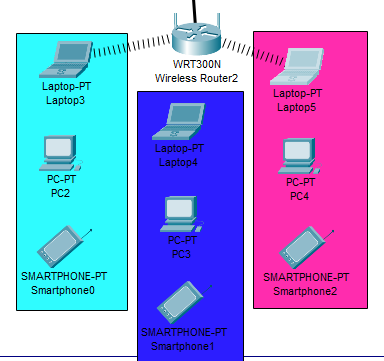 WRT300N
Wireless Router2
Laptop-PT
Laptop3
PC-PT
PC2
SMARTPHONE-PT
Smartphone0
Laptop-PT
Laptop4
PC-PT
PC3
SMARTPHONE-PT
Smartphone1
Laptop-PT
Laptop5
PC-PT
PC4
SMARTPHONE-PT
Smartphone2